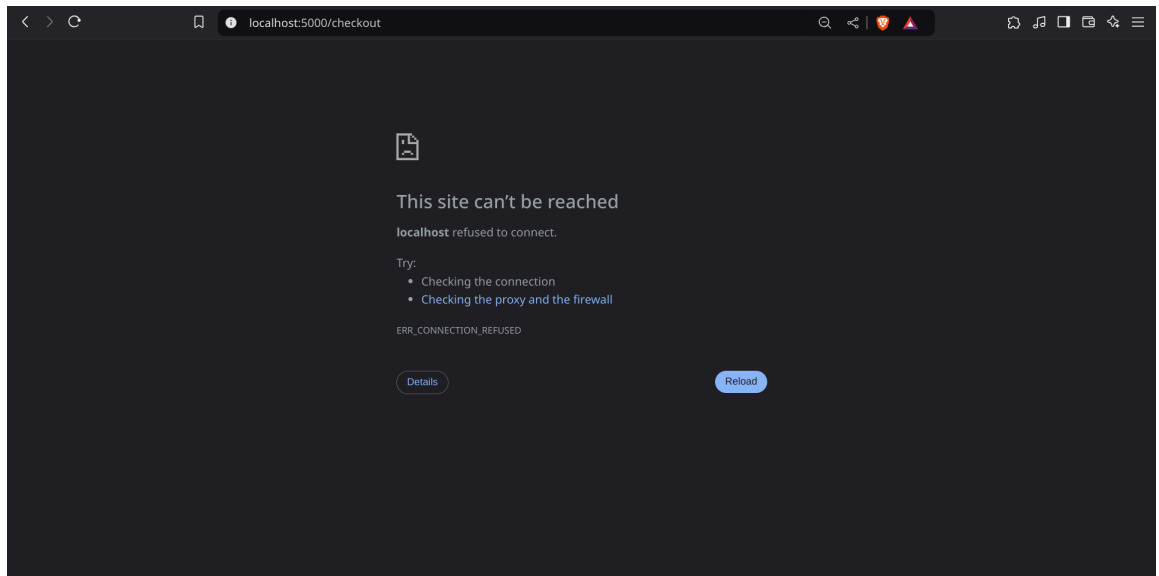 localhost:5000/checkout
This site can’t be reached
localhost refused to connect.
Try:
• Checking the connection
• Checking the proxy and the firewall
ERR_CONNECTION_REFUSED
Details
Reload